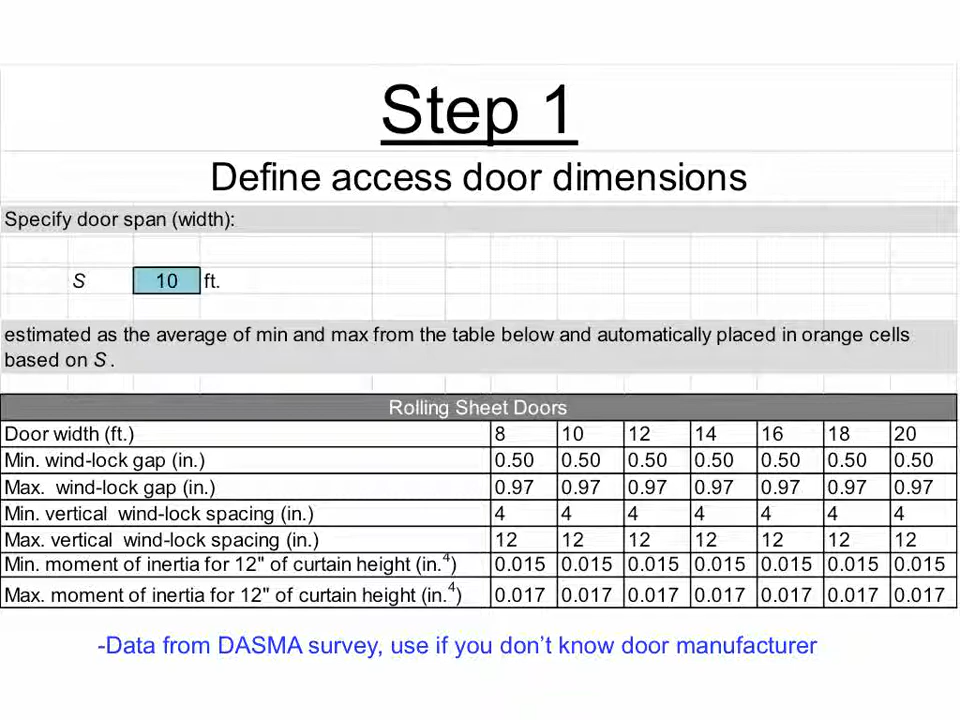 Step 1
Define access door dimensions
Specify door span (width):
S 10 ft.
estimated as the average of min and max from the table below and automatically placed in orange cells
based on S .
Rolling Sheet Doors
Door width (ft.) 8 10 12 14 16 18 20
Min. wind-lock gap (in.) 0.50 0.50 0.50 0.50 0.50 0.50 0.50
Max. wind-lock gap (in.) 0.97 0.97 0.97 0.97 0.97 0.97 0.97
Min. vertical wind-lock spacing (in.) 4 4 4 4 4 4 4
Max. vertical wind-lock spacing (in.) 12 12 12 12 12 12 12
Min. moment of inertia for 12" of curtain height (in.⁴) 0.015 0.015 0.015 0.015 0.015 0.015 0.015
Max. moment of inertia for 12" of curtain height (in.⁴) 0.017 0.017 0.017 0.017 0.017 0.017 0.017
-Data from DASMA survey, use if you don’t know door manufacturer